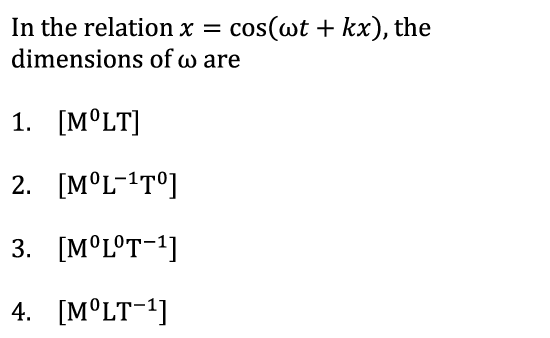 In the relation 𝑥 = cos(ω𝑡 + 𝑘𝑥), the
dimensions of ω are
1. [M⁰LT]
2. [M⁰L⁻¹T⁰]
3. [M⁰L⁰T⁻¹]
4. [M⁰LT⁻¹]